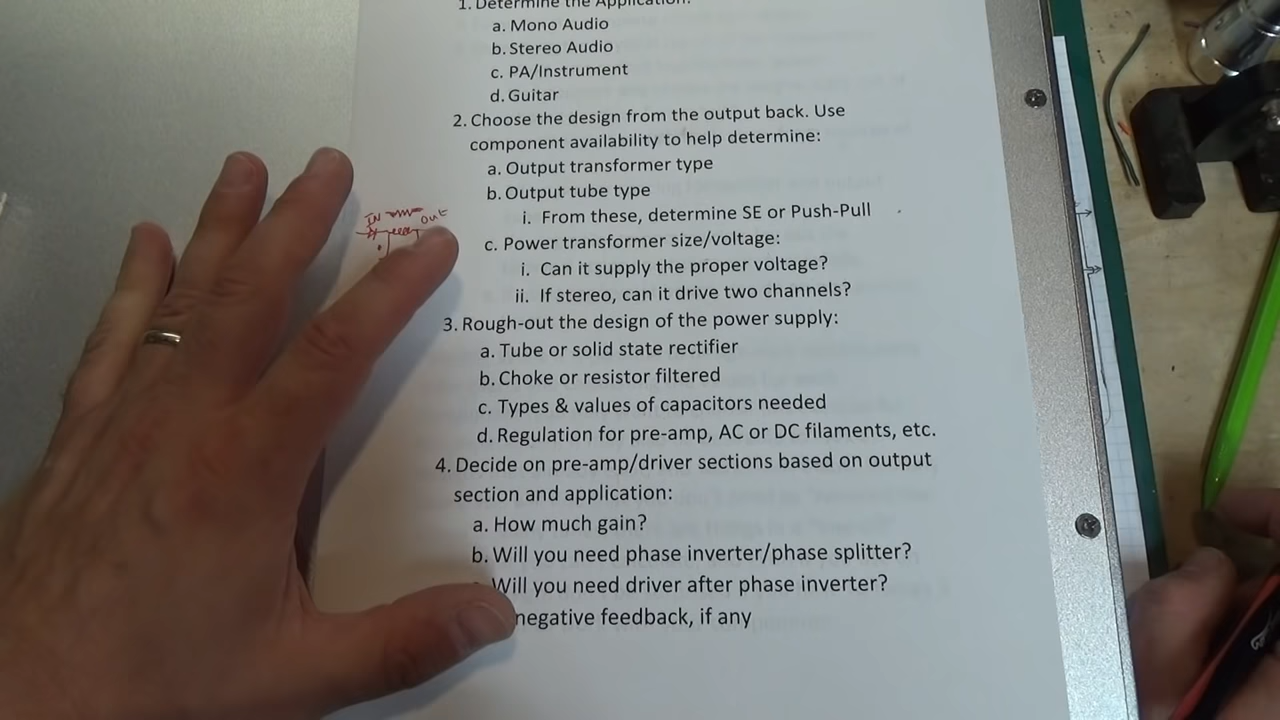 1. Determine the Application:
a. Mono Audio
b. Stereo Audio
c. PA/Instrument
d. Guitar
2. Choose the design from the output back. Use
component availability to help determine:
a. Output transformer type
b. Output tube type
i. From these, determine SE or Push-Pull
IN
OUT
c. Power transformer size/voltage:
i. Can it supply the proper voltage?
ii. If stereo, can it drive two channels?
3. Rough-out the design of the power supply:
a. Tube or solid state rectifier
b. Choke or resistor filtered
c. Types & values of capacitors needed
d. Regulation for pre-amp, AC or DC filaments, etc.
4. Decide on pre-amp/driver sections based on output
section and application:
a. How much gain?
b. Will you need phase inverter/phase splitter?
Will you need driver after phase inverter?
negative feedback, if any